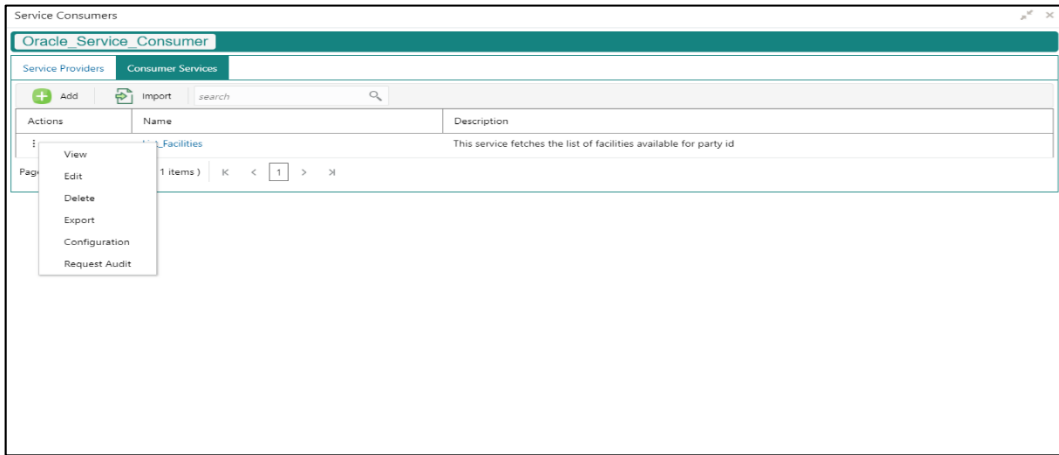 Service Consumers
Oracle_Service_Consumer
Service Providers Consumer Services
Add Import search
Actions Name Description
_Facilities This service fetches the list of facilities available for party id
View
Pag 1 items ) K < 1 > >|
Edit
Delete
Export
Configuration
Request Audit